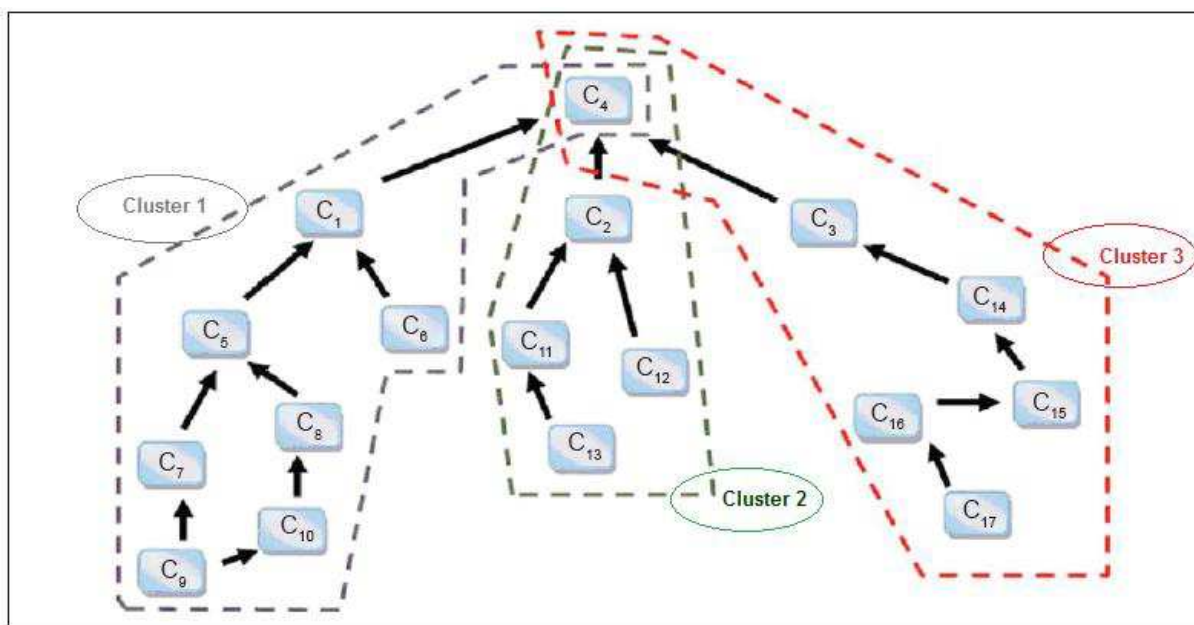 C4
Cluster 1
C1
C2
C3
Cluster 3
C14
C5
C6
C11
C12
C8
C16
C15
C7
C13
Cluster 2
C10
C17
C9